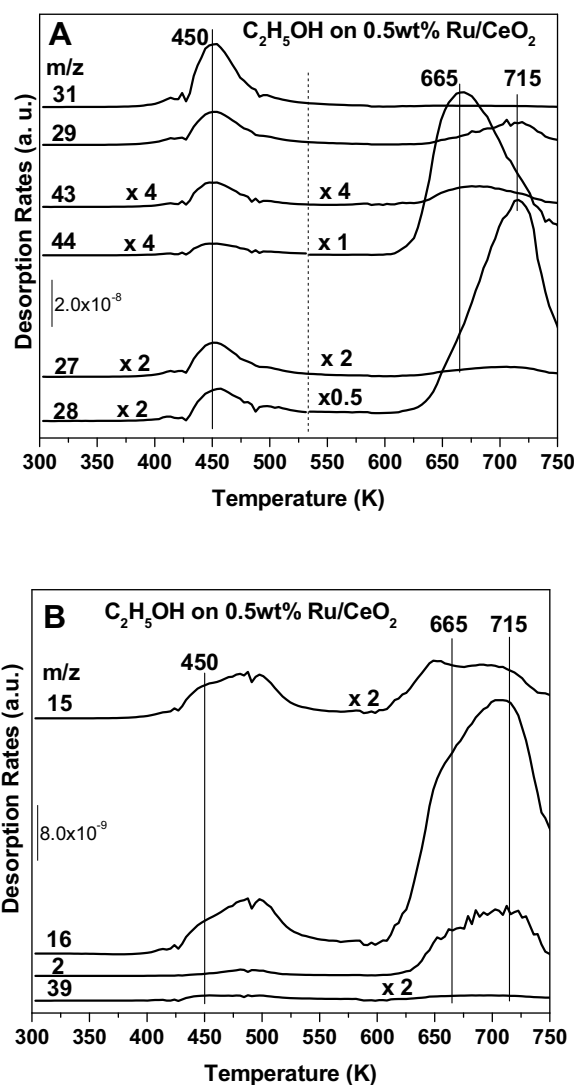 A
C₂H₅OH on 0.5wt% Ru/CeO₂
450
m/z
31
665
715
29
43
x 4
x 4
44
x 4
x 1
2.0x10⁻⁸
27
x 2
x 2
28
x 2
x0.5
Desorption Rates (a. u.)
300 350 400 450 500 550 600 650 700 750
Temperature (K)
B
C₂H₅OH on 0.5wt% Ru/CeO₂
450
665
715
m/z
15
x 2
8.0x10⁻⁹
16
2
39
x 2
Desorption Rates (a.u.)
300 350 400 450 500 550 600 650 700 750
Temperature (K)